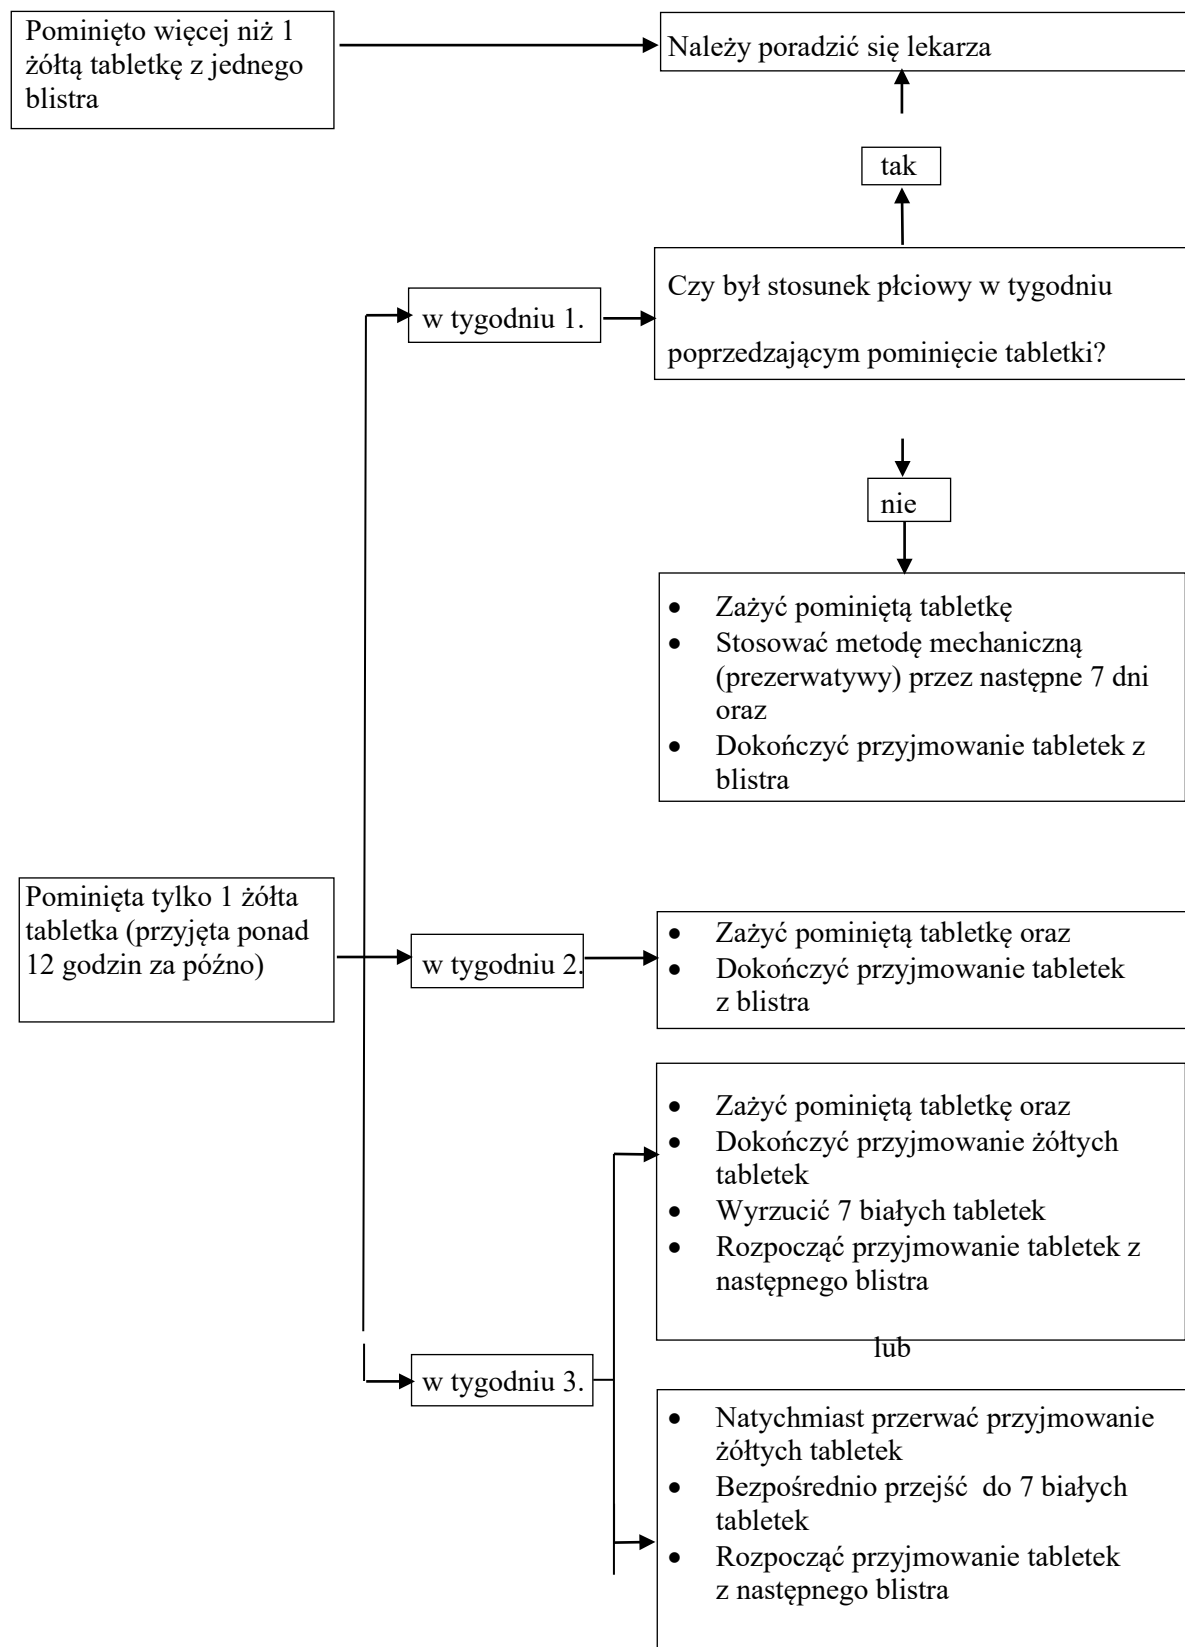 Pominięto więcej niż 1
żółtą tabletkę z jednego
blistra
Należy poradzić się lekarza
tak
Czy był stosunek płciowy w tygodniu
poprzedzającym pominięcie tabletki?
w tygodniu 1.
nie
• Zażyć pominiętą tabletkę
• Stosować metodę mechaniczną
(prezerwatywy) przez następne 7 dni
oraz
• Dokończyć przyjmowanie tabletek z
blistra
Pominięta tylko 1 żółta
tabletka (przyjęta ponad
12 godzin za późno)
w tygodniu 2.
• Zażyć pominiętą tabletkę oraz
• Dokończyć przyjmowanie tabletek
z blistra
• Zażyć pominiętą tabletkę oraz
• Dokończyć przyjmowanie żółtych
tabletek
• Wyrzucić 7 białych tabletek
• Rozpocząć przyjmowanie tabletek z
następnego blistra
lub
w tygodniu 3.
• Natychmiast przerwać przyjmowanie
żółtych tabletek
• Bezpośrednio przejść do 7 białych
tabletek
• Rozpocząć przyjmowanie tabletek
z następnego blistra